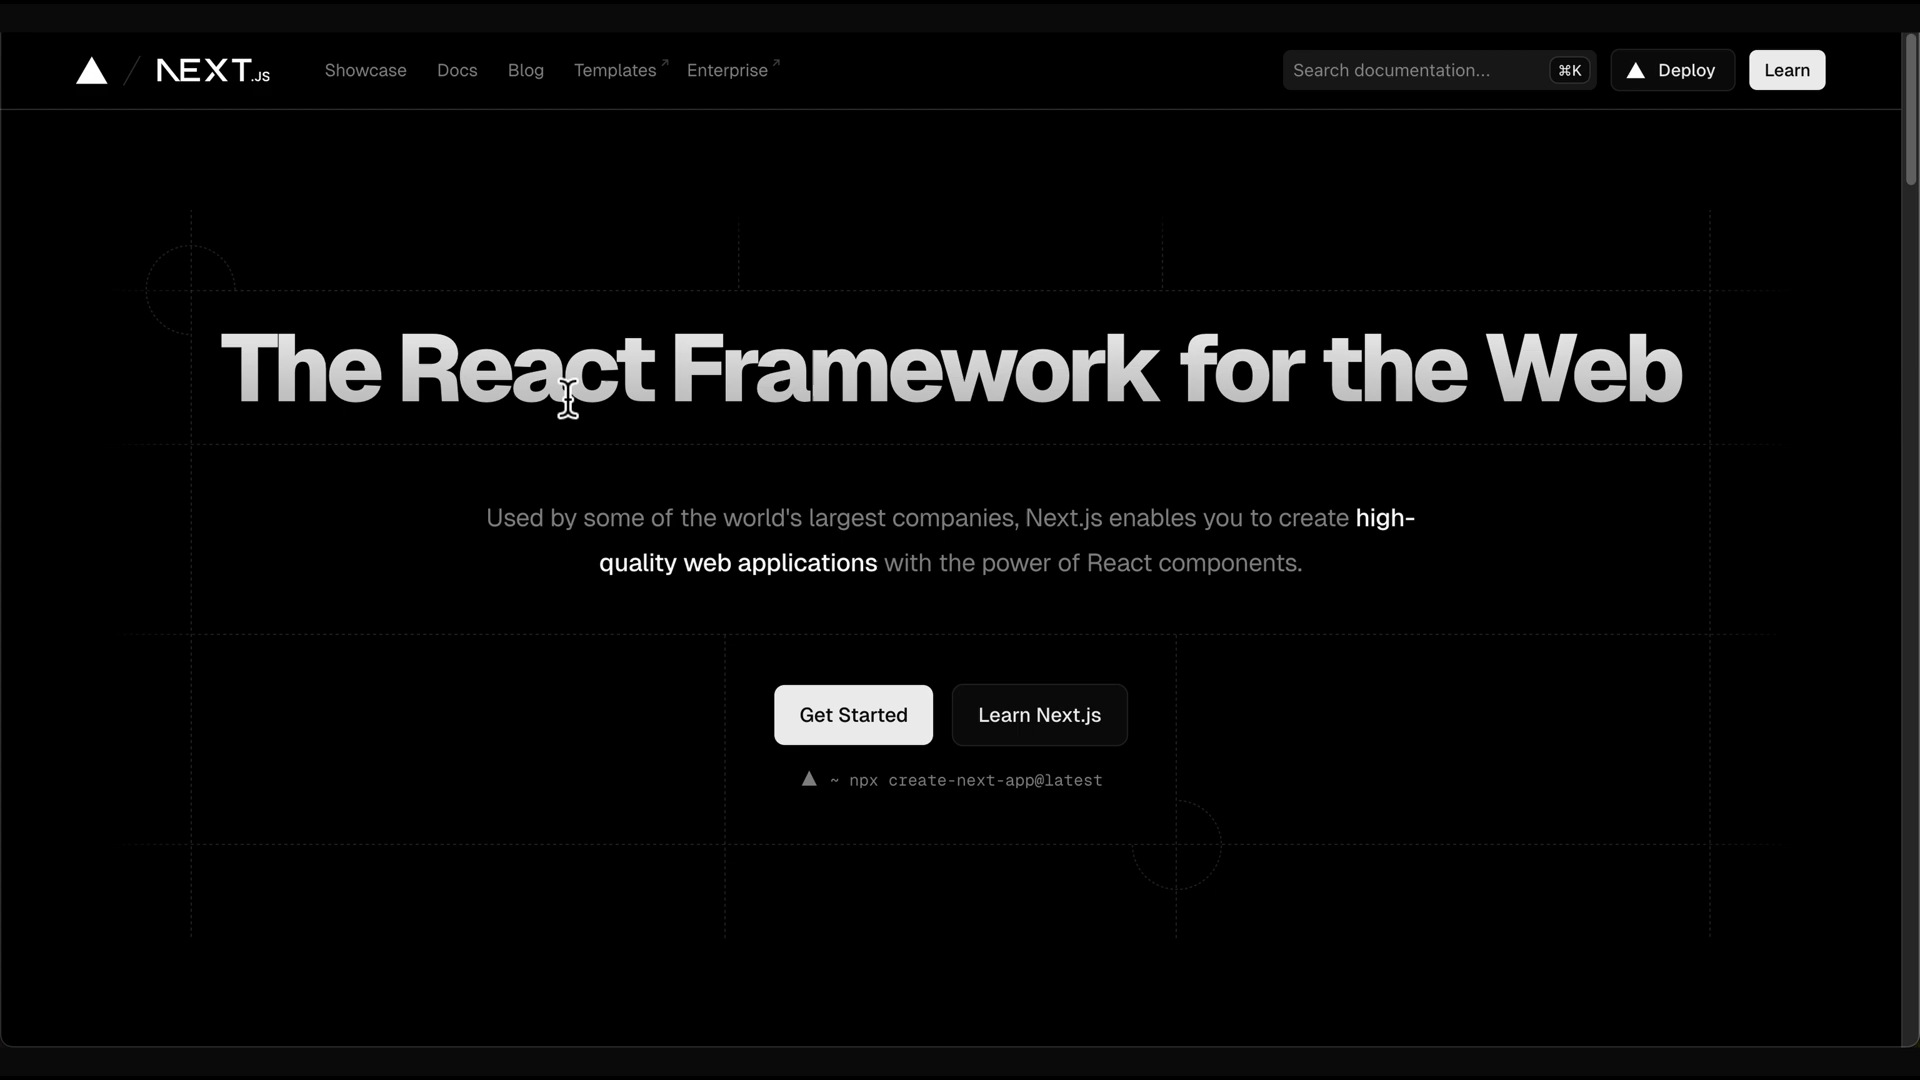 NEXT.JS Showcase Docs Blog Templates Enterprise Search documentation... ⌘K Deploy Learn
The React Framework for the Web
Used by some of the world's largest companies, Next.js enables you to create high-
quality web applications with the power of React components.
Get Started Learn Next.js
~ npx create-next-app@latest